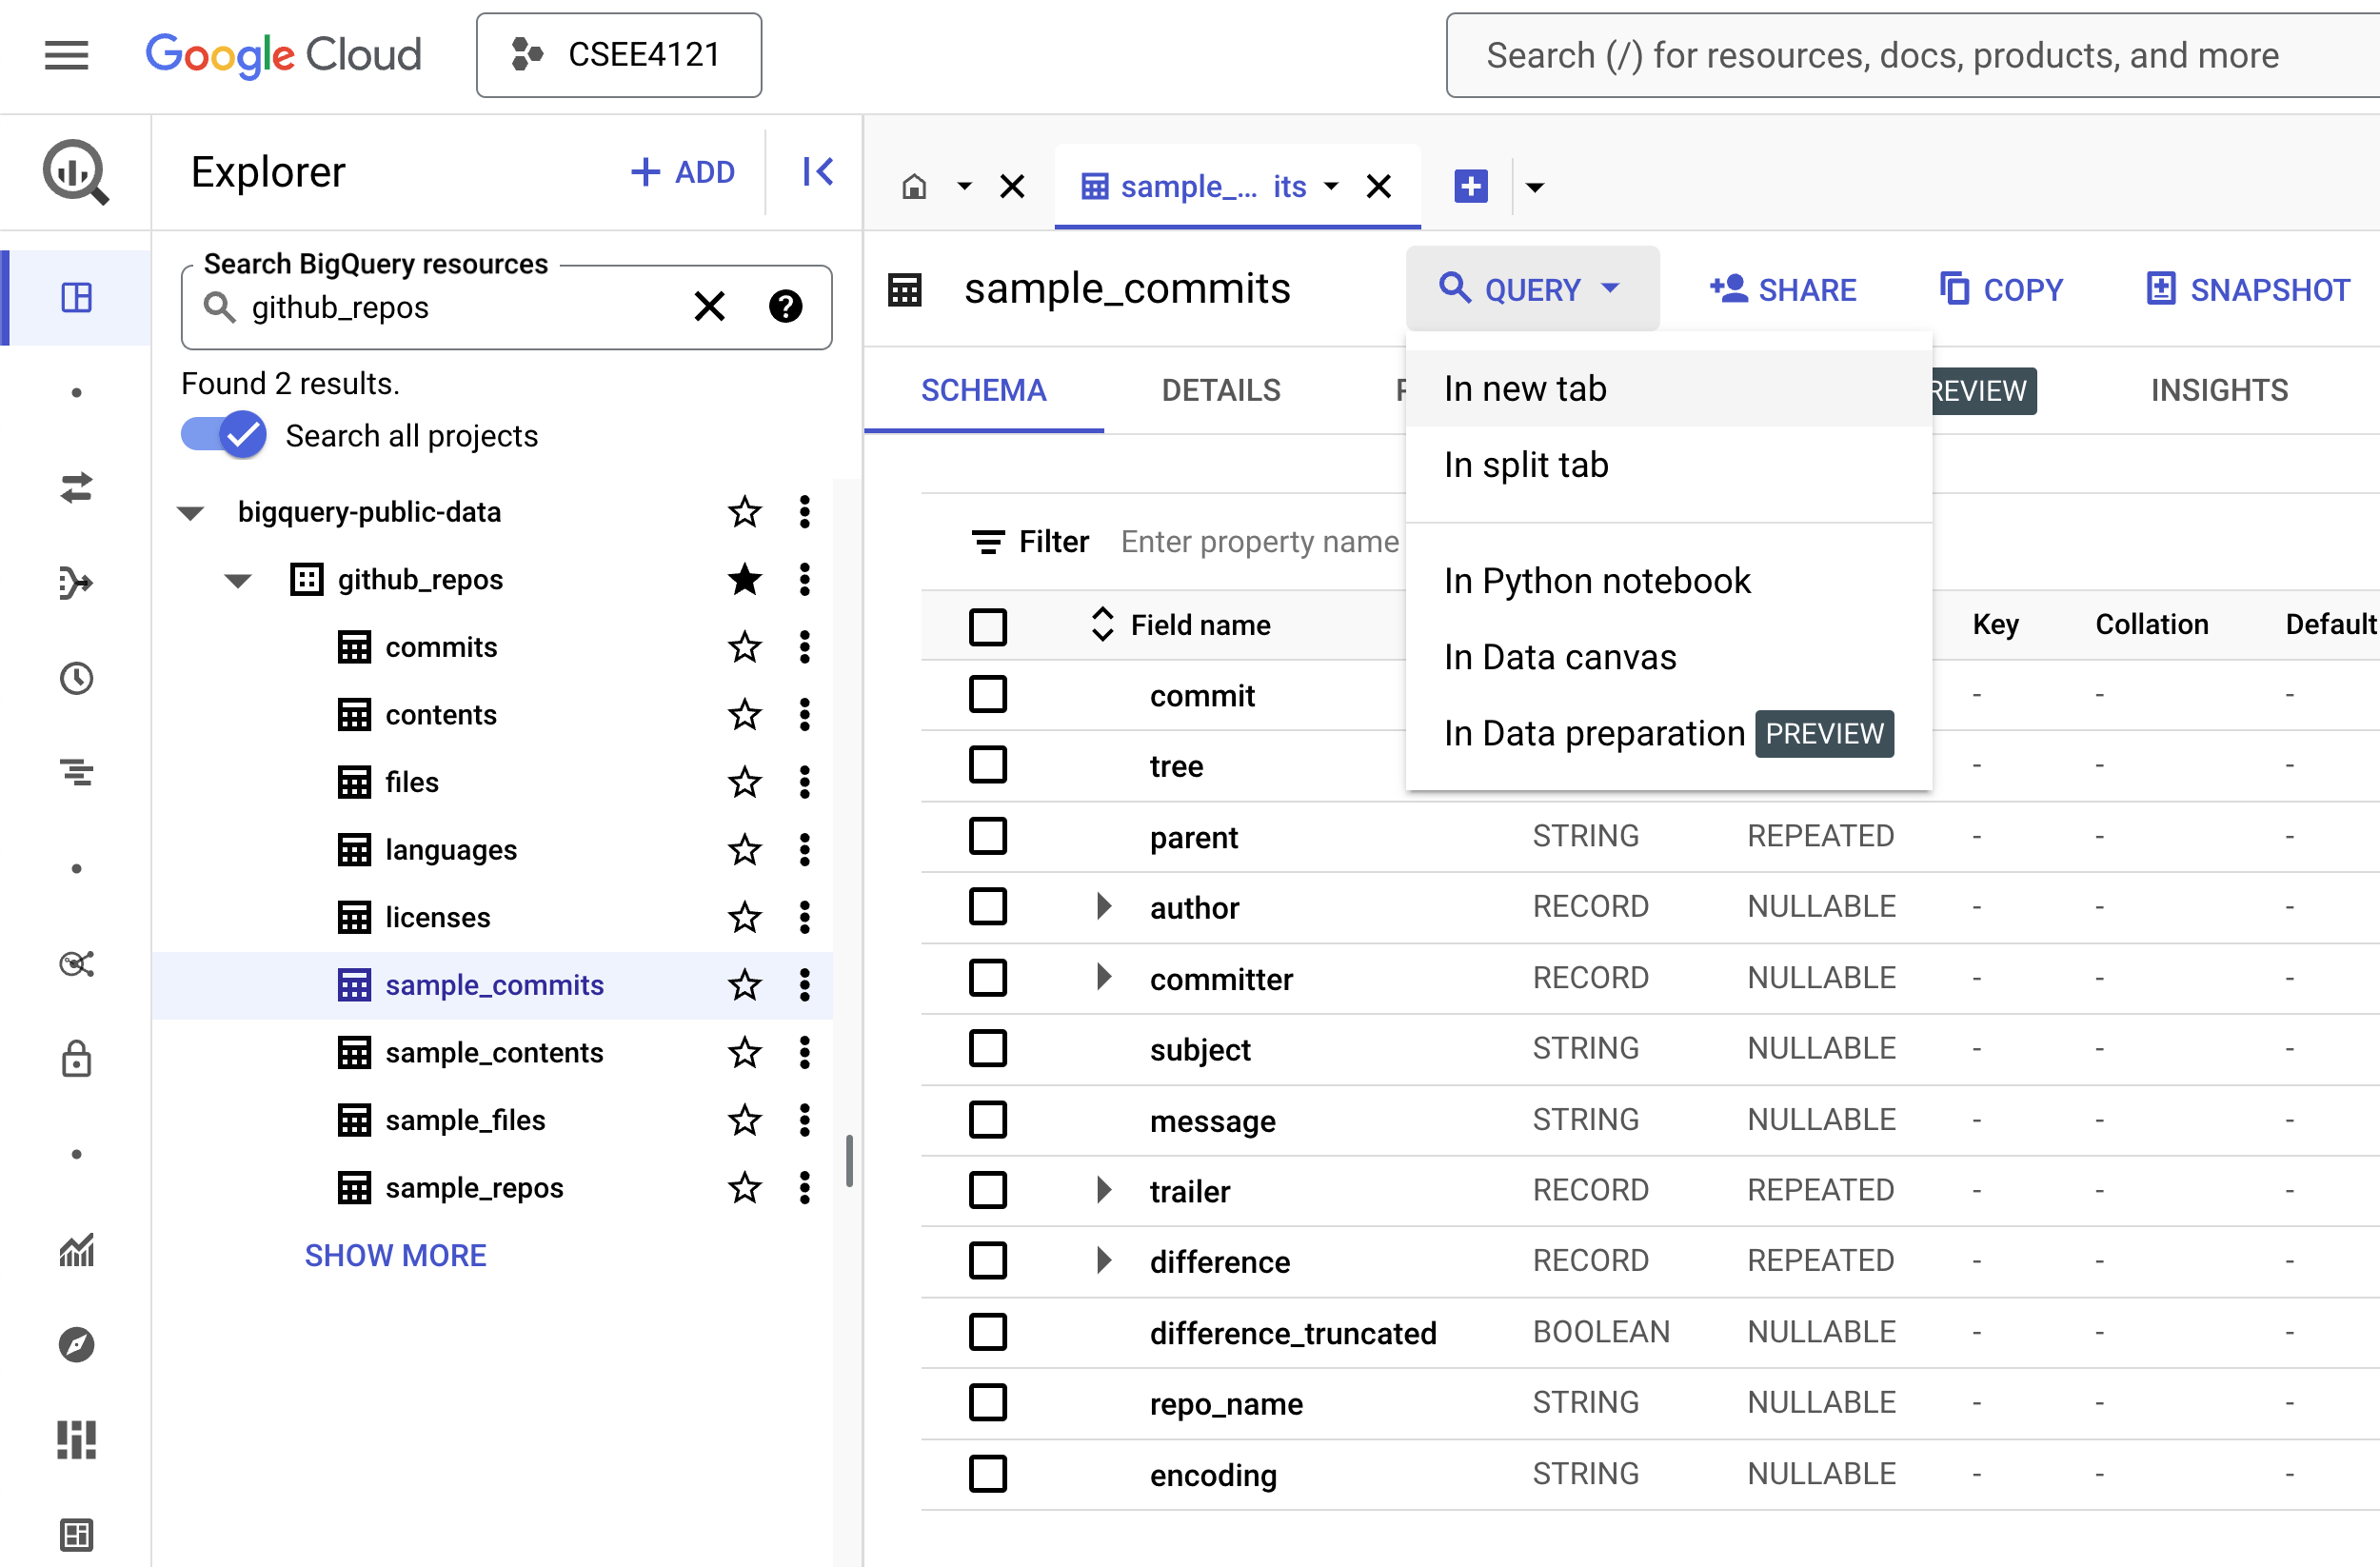 Google Cloud
CSEE4121
Search (/) for resources, docs, products, and more
Explorer
ADD
Search BigQuery resources
github_repos
Found 2 results.
Search all projects
bigquery-public-data
github_repos
commits
contents
files
languages
licenses
sample_commits
sample_contents
sample_files
sample_repos
SHOW MORE
sample_... its
sample_commits
QUERY
SHARE
COPY
SNAPSHOT
In new tab
In split tab
In Python notebook
In Data canvas
In Data preparation PREVIEW
SCHEMA DETAILS REVIEW INSIGHTS
Filter Enter property name
Field name Key Collation Default
commit - - -
tree - - -
parent STRING REPEATED - - -
author RECORD NULLABLE - - -
committer RECORD NULLABLE - - -
subject STRING NULLABLE - - -
message STRING NULLABLE - - -
trailer RECORD REPEATED - - -
difference RECORD REPEATED - - -
difference_truncated BOOLEAN NULLABLE - - -
repo_name STRING NULLABLE - - -
encoding STRING NULLABLE - - -